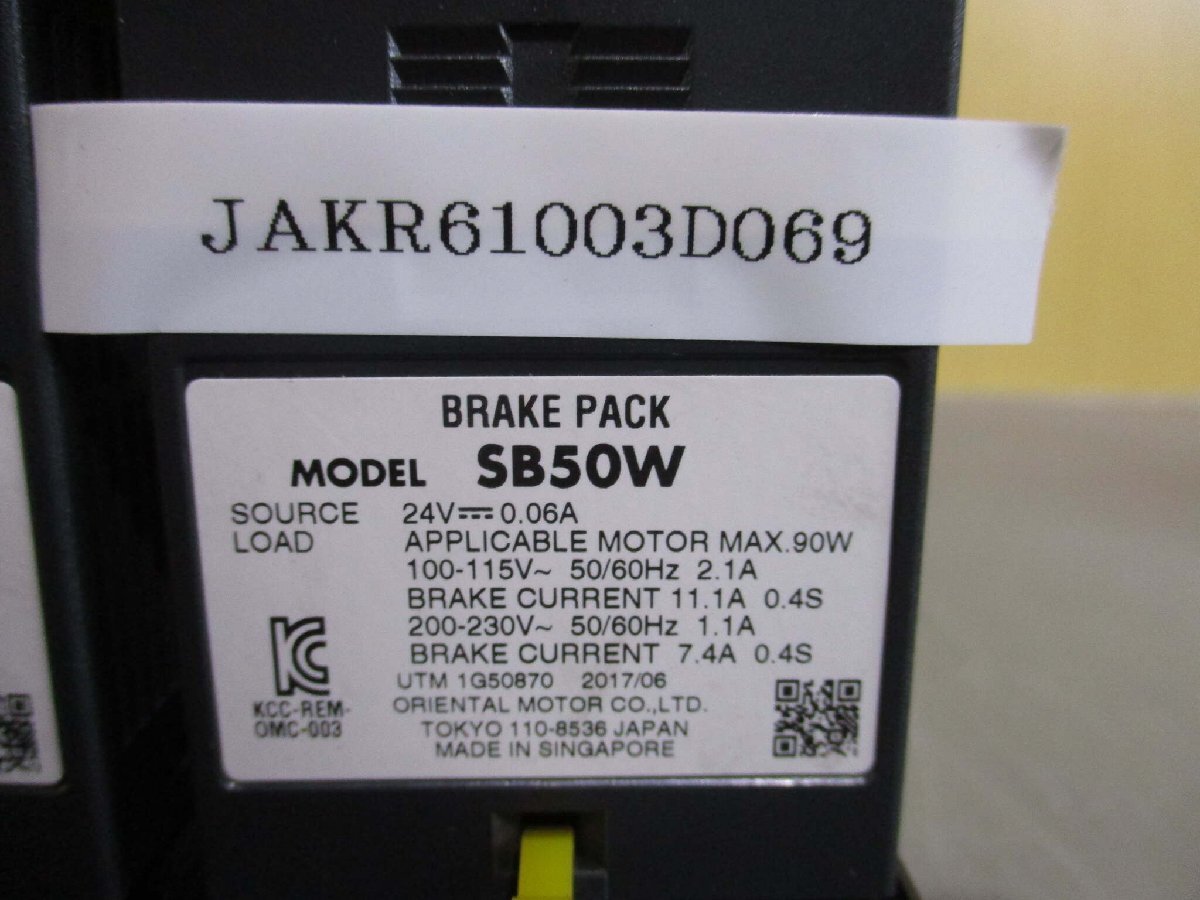 JAKR61003D069
BRAKE PACK
MODEL SB50W
SOURCE 24V⎓0.06A
LOAD APPLICABLE MOTOR MAX.90W
100-115V~ 50/60Hz 2.1A
BRAKE CURRENT 11.1A 0.4S
200-230V~ 50/60Hz 1.1A
BRAKE CURRENT 7.4A 0.4S
UTM 1G50870 2017/06
KCC-REM-
OMC-003
ORIENTAL MOTOR CO.,LTD.
TOKYO 110-8536 JAPAN
MADE IN SINGAPORE